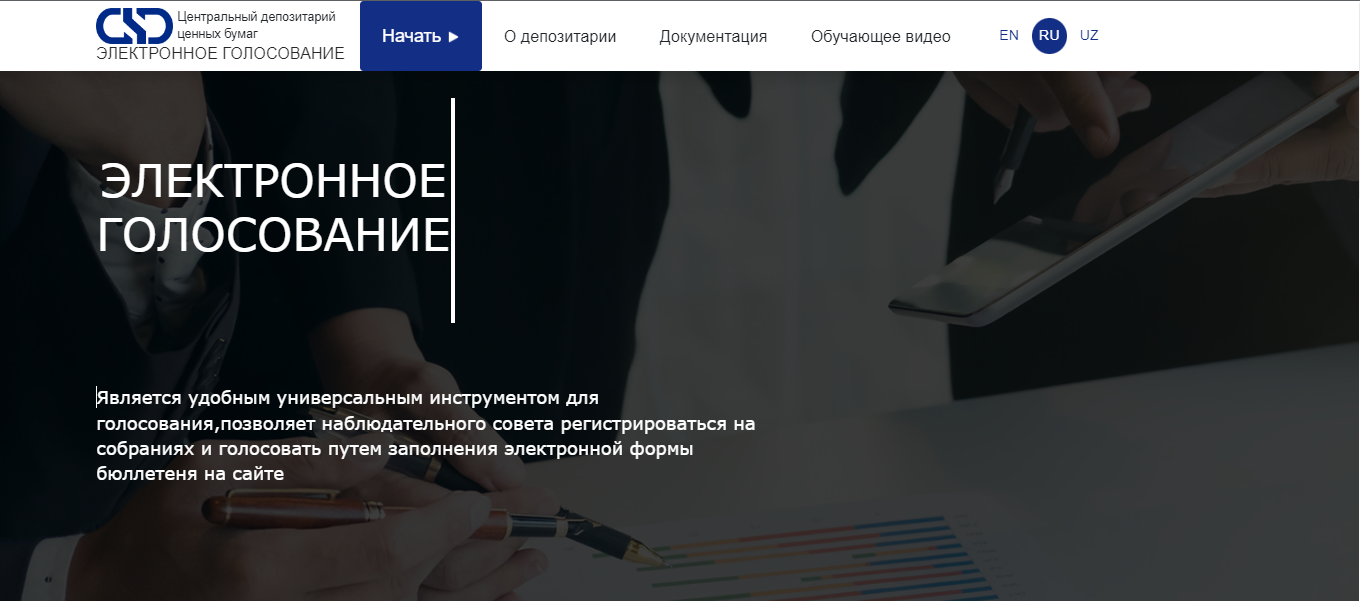 CSD
Центральный депозитарий
ценных бумаг
ЭЛЕКТРОННОЕ ГОЛОСОВАНИЕ
Начать ►
О депозитарии
Документация
Обучающее видео
EN
RU
UZ
ЭЛЕКТРОННОЕ
ГОЛОСОВАНИЕ
Является удобным универсальным инструментом для
голосования,позволяет наблюдательного совета регистрироваться на
собраниях и голосовать путем заполнения электронной формы
бюллетеня на сайте